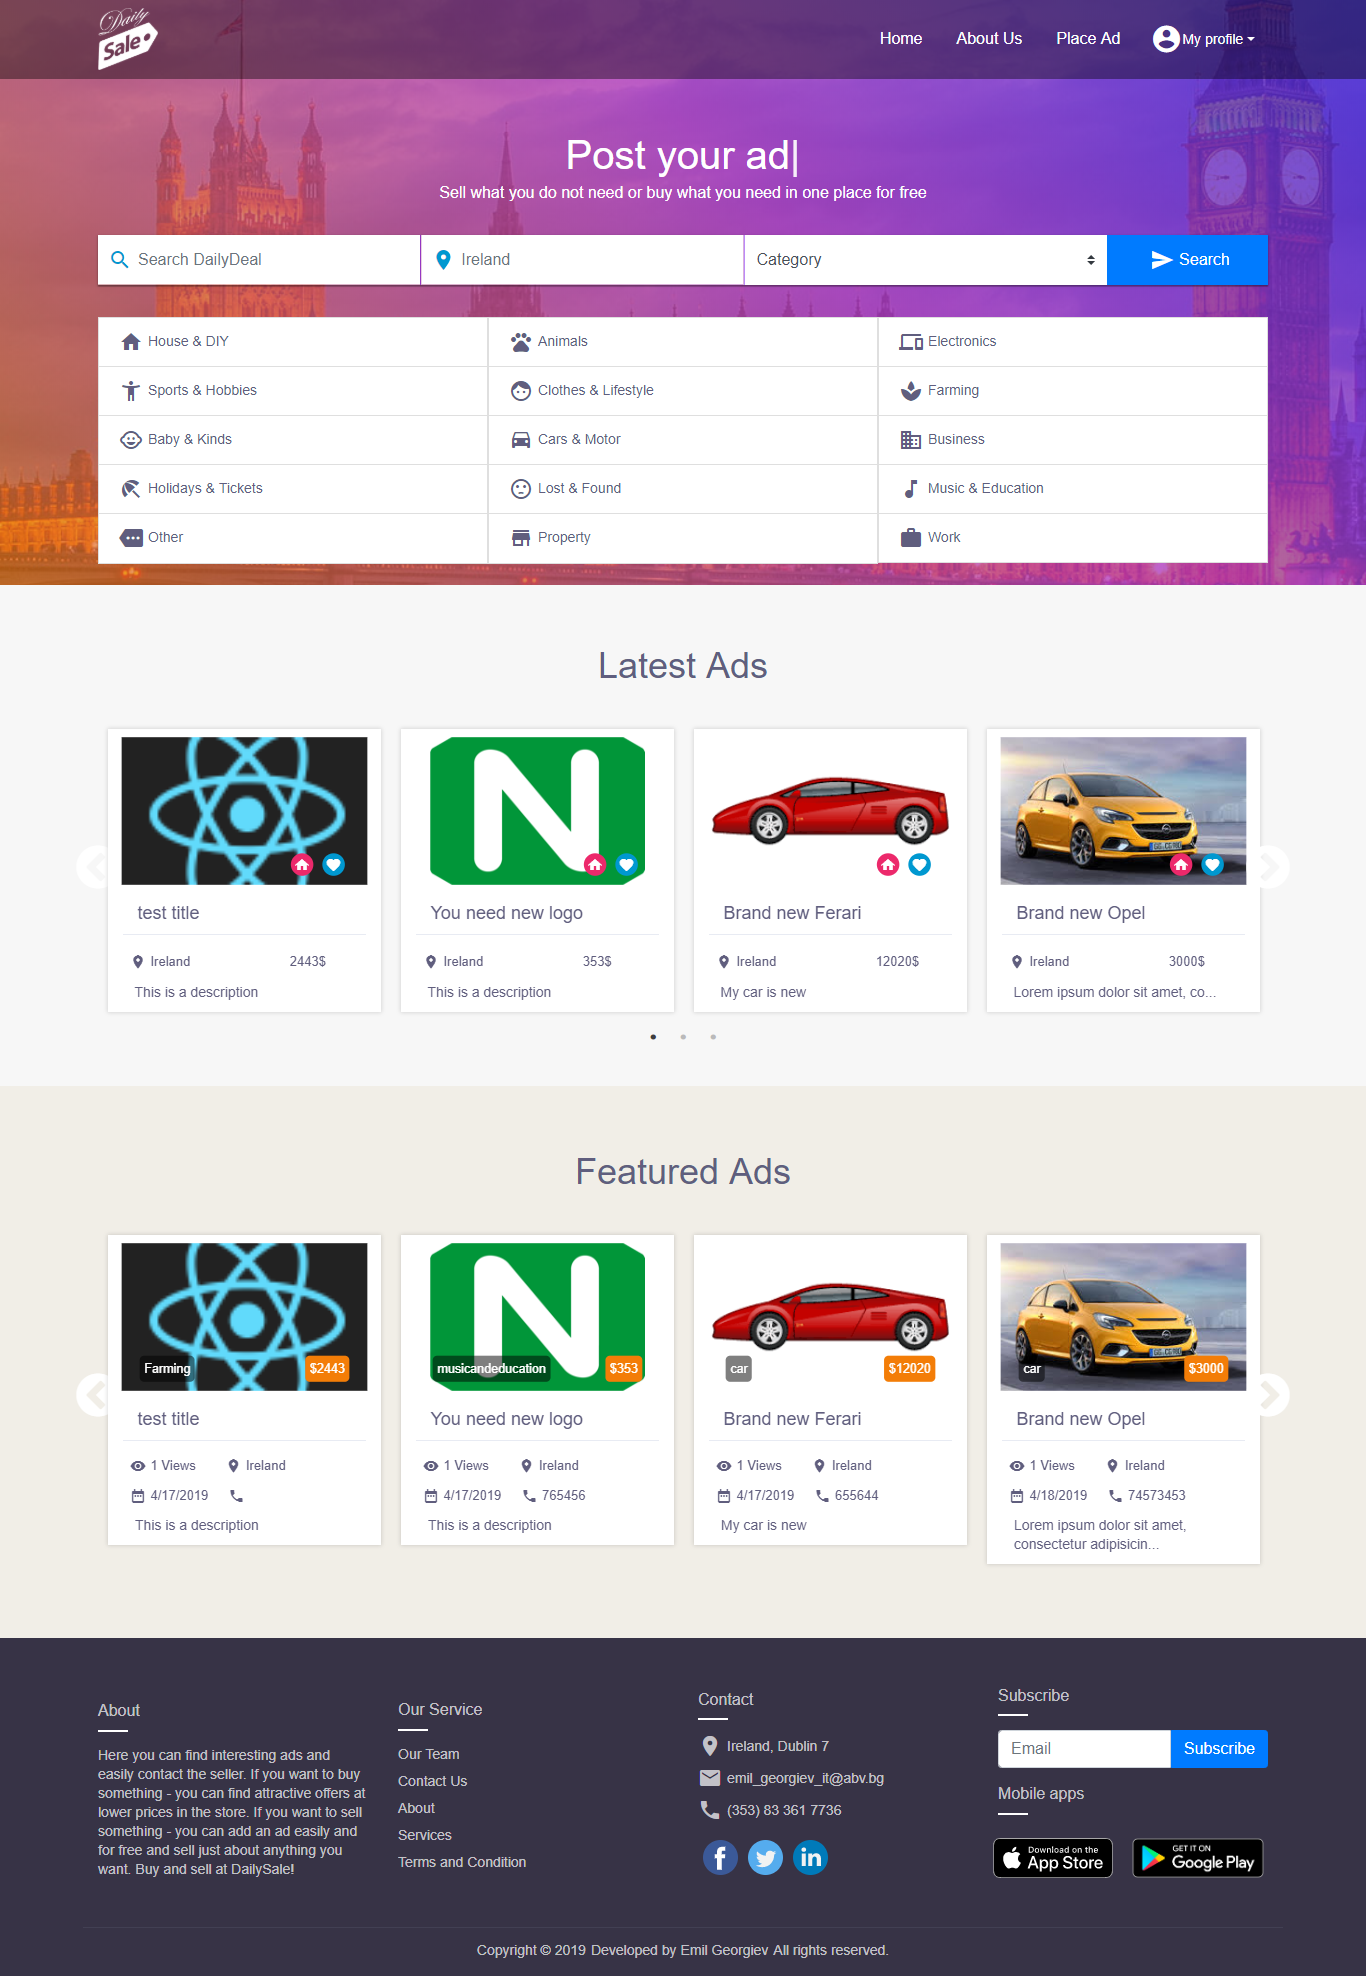 Daily
Sale
Home
About Us
Place Ad
My profile
Post your ad|
Sell what you do not need or buy what you need in one place for free
Search DailyDeal
Ireland
Category
Search
House & DIY
Animals
Electronics
Sports & Hobbies
Clothes & Lifestyle
Farming
Baby & Kinds
Cars & Motor
Business
Holidays & Tickets
Lost & Found
Music & Education
Other
Property
Work
Latest Ads
N
test title
You need new logo
Brand new Ferari
Brand new Opel
Ireland 2443$
Ireland 353$
Ireland 12020$
Ireland 3000$
This is a description
This is a description
My car is new
Lorem ipsum dolor sit amet, co...
Featured Ads
N
Farming $2443
musicandeducation $353
car $12020
car $3000
test title
You need new logo
Brand new Ferari
Brand new Opel
1 Views Ireland
1 Views Ireland
1 Views Ireland
1 Views Ireland
4/17/2019
4/17/2019 765456
4/17/2019 655644
4/18/2019 74573453
This is a description
This is a description
My car is new
Lorem ipsum dolor sit amet,
consectetur adipisicin...
About
Here you can find interesting ads and
easily contact the seller. If you want to buy
something - you can find attractive offers at
lower prices in the store. If you want to sell
something - you can add an ad easily and
for free and sell just about anything you
want. Buy and sell at DailySale!
Our Service
Our Team
Contact Us
About
Services
Terms and Condition
Contact
Ireland, Dublin 7
emil_georgiev_it@abv.bg
(353) 83 361 7736
f
in
Subscribe
Email
Subscribe
Mobile apps
Download on the
App Store
GET IT ON
Google Play
Copyright © 2019 Developed by Emil Georgiev All rights reserved.